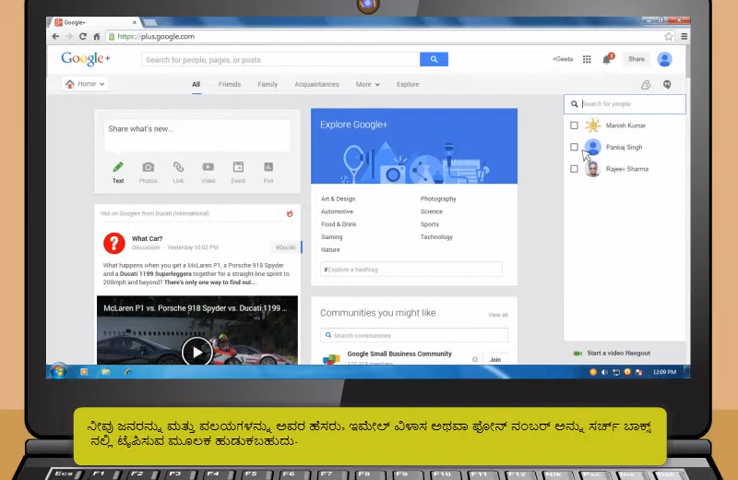 Google+
https://plus.google.com
Google+
Search for people, pages, or posts
+Geeta
Share
Home
All Friends Family Acquaintances More Explore
Search for people
Manish Kumar
Pankaj Singh
Rajeev Sharma
Share what's new...
Text Photos Link Video Event Poll
Explore Google+
Art & Design Photography
Automotive Science
Food & Drink Sports
Gaming Technology
Nature
#Explore a hashtag
Hot on Google+ from Ducati (International)
What Car?
Discussion - Yesterday 10:02 PM
#Ducati
What happens when you get a McLaren P1, a Porsche 918 Spyder
and a Ducati 1199 Superleggera together for a straight-line sprint to
200mph and beyond? There's only one way to find out...
McLaren P1 vs. Porsche 918 Spyder vs. Ducati 1199 ...
Communities you might like View all
Search communities
Google Small Business Community
Join
Start a video Hangout
12:09 PM
ನೀವು ಜನರನ್ನು ಮತ್ತು ವಲಯಗಳನ್ನು ಅವರ ಹೆಸರು, ಇಮೇಲ್ ವಿಳಾಸ ಅಥವಾ ಫೋನ್ ನಂಬರ್ ಅನ್ನು ಸರ್ಚ್ ಬಾಕ್ಸ್
ನಲ್ಲಿ ಟೈಪಿಸುವ ಮೂಲಕ ಹುಡುಕಬಹುದು.